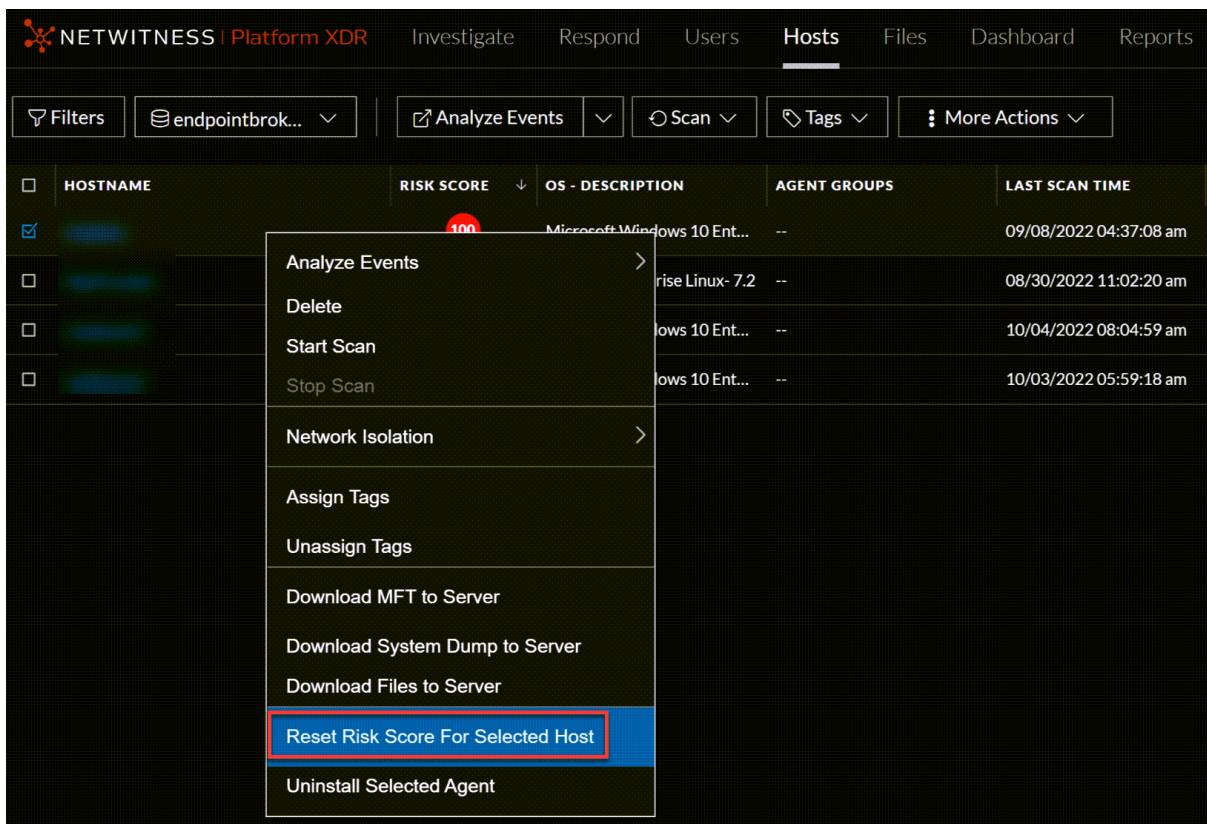 NETWITNESS | Platform XDR Investigate Respond Users Hosts Files Dashboard Reports
Filters endpointbrok... Analyze Events Scan Tags More Actions
HOSTNAME RISK SCORE OS - DESCRIPTION AGENT GROUPS LAST SCAN TIME
100 Microsoft Windows 10 Ent... -- 09/08/2022 04:37:08 am
Analyze Events
rise Linux- 7.2 -- 08/30/2022 11:02:20 am
Delete
Start Scan
lows 10 Ent... -- 10/04/2022 08:04:59 am
Stop Scan
lows 10 Ent... -- 10/03/2022 05:59:18 am
Network Isolation
Assign Tags
Unassign Tags
Download MFT to Server
Download System Dump to Server
Download Files to Server
Reset Risk Score For Selected Host
Uninstall Selected Agent